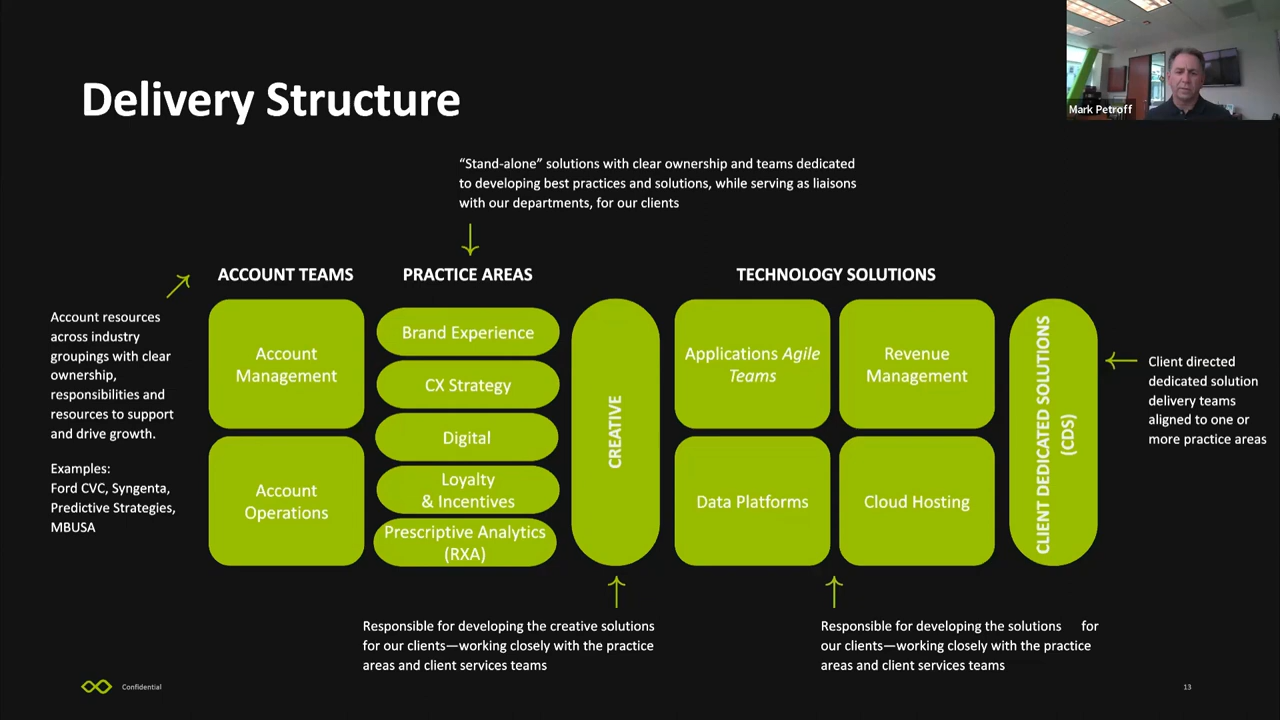 Delivery Structure
Mark Petroff
“Stand-alone” solutions with clear ownership and teams dedicated
to developing best practices and solutions, while serving as liaisons
with our departments, for our clients
ACCOUNT TEAMS
PRACTICE AREAS
TECHNOLOGY SOLUTIONS
Account resources
across industry
groupings with clear
ownership,
responsibilities and
resources to support
and drive growth.
Examples:
Ford CVC, Syngenta,
Predictive Strategies,
MBUSA
Account
Management
Account
Operations
Brand Experience
CX Strategy
Digital
Loyalty
& Incentives
Prescriptive Analytics
(RXA)
CREATIVE
Applications Agile
Teams
Revenue
Management
Data Platforms
Cloud Hosting
CLIENT DEDICATED SOLUTIONS
(CDS)
Client directed
dedicated solution
delivery teams
aligned to one or
more practice areas
Responsible for developing the creative solutions
for our clients—working closely with the practice
areas and client services teams
Responsible for developing the solutions for
our clients—working closely with the practice
areas and client services teams
Confidential
13